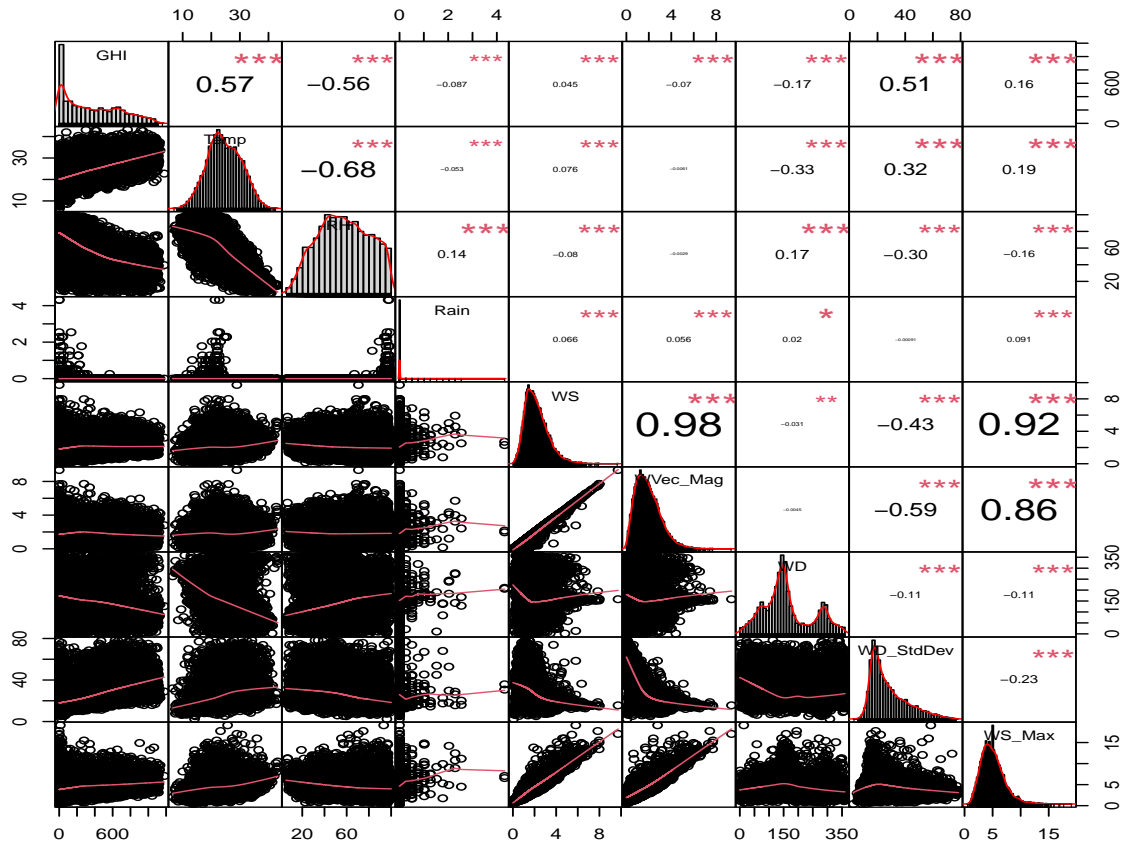 10 30 0 2 4 0 4 8 0 40 80
GHI *** 0.57 *** −0.56 *** −0.087 *** 0.045 *** −0.07 *** −0.17 *** 0.51 *** 0.16 0 600
10 30 Temp *** −0.68 *** −0.053 *** 0.076 −0.0061 *** −0.33 *** 0.32 *** 0.19
RH *** 0.14 *** −0.08 *** 0.17 *** −0.30 *** −0.16 20 60
0 2 4 Rain *** 0.066 *** 0.056 * 0.02 *** 0.091
WS *** 0.98 ** −0.031 *** −0.43 *** 0.92 0 4 8
0 4 8 WVec_Mag −0.0045 *** −0.59 *** 0.86
WD *** −0.11 *** −0.11 0 150 350
0 40 80 WD_StdDev *** −0.23
WS_Max 0 5 15
0 600 20 60 0 4 8 0 150 350 0 5 15